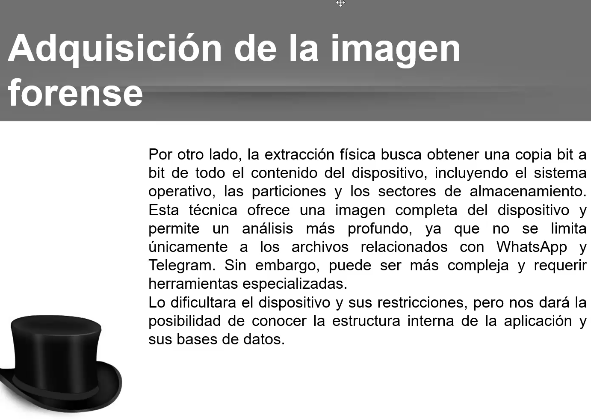 Adquisición de la imagen
forense
Por otro lado, la extracción física busca obtener una copia bit a
bit de todo el contenido del dispositivo, incluyendo el sistema
operativo, las particiones y los sectores de almacenamiento.
Esta técnica ofrece una imagen completa del dispositivo y
permite un análisis más profundo, ya que no se limita
únicamente a los archivos relacionados con WhatsApp y
Telegram. Sin embargo, puede ser más compleja y requerir
herramientas especializadas.
Lo dificultara el dispositivo y sus restricciones, pero nos dará la
posibilidad de conocer la estructura interna de la aplicación y
sus bases de datos.